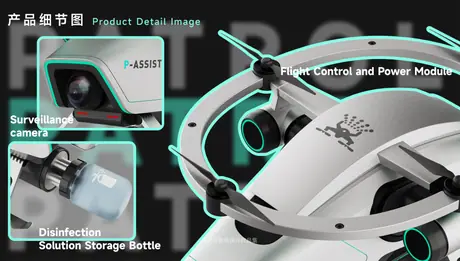 产品细节图 Product Detail Image
PATROL
P-ASSIST
Flight Control and Power Module
Surveillance
camera
Disinfection
Solution Storage Bottle